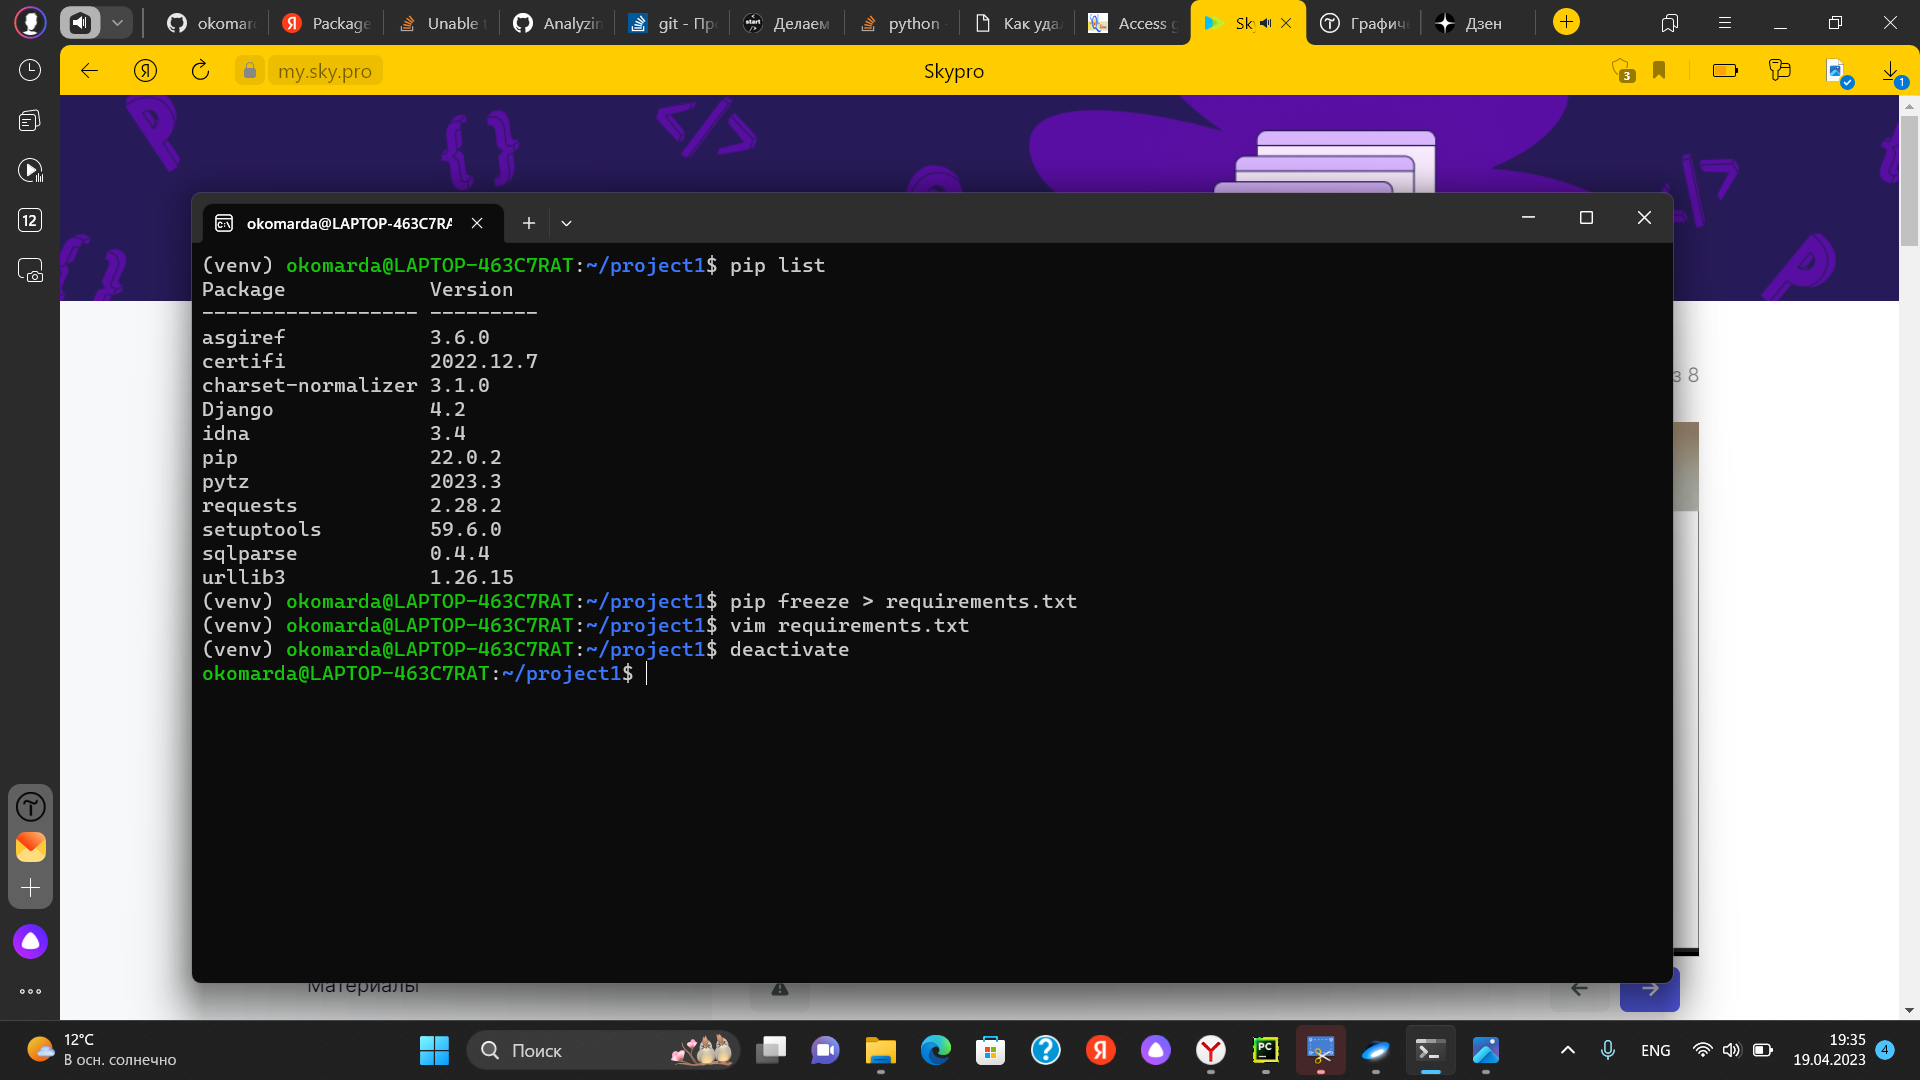 okomar
Package
Unable t
Analyzin
git - Пр
Делаем
python
Как уда
Access g
Sk
Графич
Дзен
my.sky.pro
Skypro
3
1
12
okomarda@LAPTOP-463C7RA
(venv) okomarda@LAPTOP-463C7RAT:~/project1$ pip list
Package Version
------------------ ---------
asgiref 3.6.0
certifi 2022.12.7
charset-normalizer 3.1.0
Django 4.2
idna 3.4
pip 22.0.2
pytz 2023.3
requests 2.28.2
setuptools 59.6.0
sqlparse 0.4.4
urllib3 1.26.15
(venv) okomarda@LAPTOP-463C7RAT:~/project1$ pip freeze > requirements.txt
(venv) okomarda@LAPTOP-463C7RAT:~/project1$ vim requirements.txt
(venv) okomarda@LAPTOP-463C7RAT:~/project1$ deactivate
okomarda@LAPTOP-463C7RAT:~/project1$
з 8
Материалы
12°C
В осн. солнечно
Поиск
ENG
19:35
19.04.2023
4